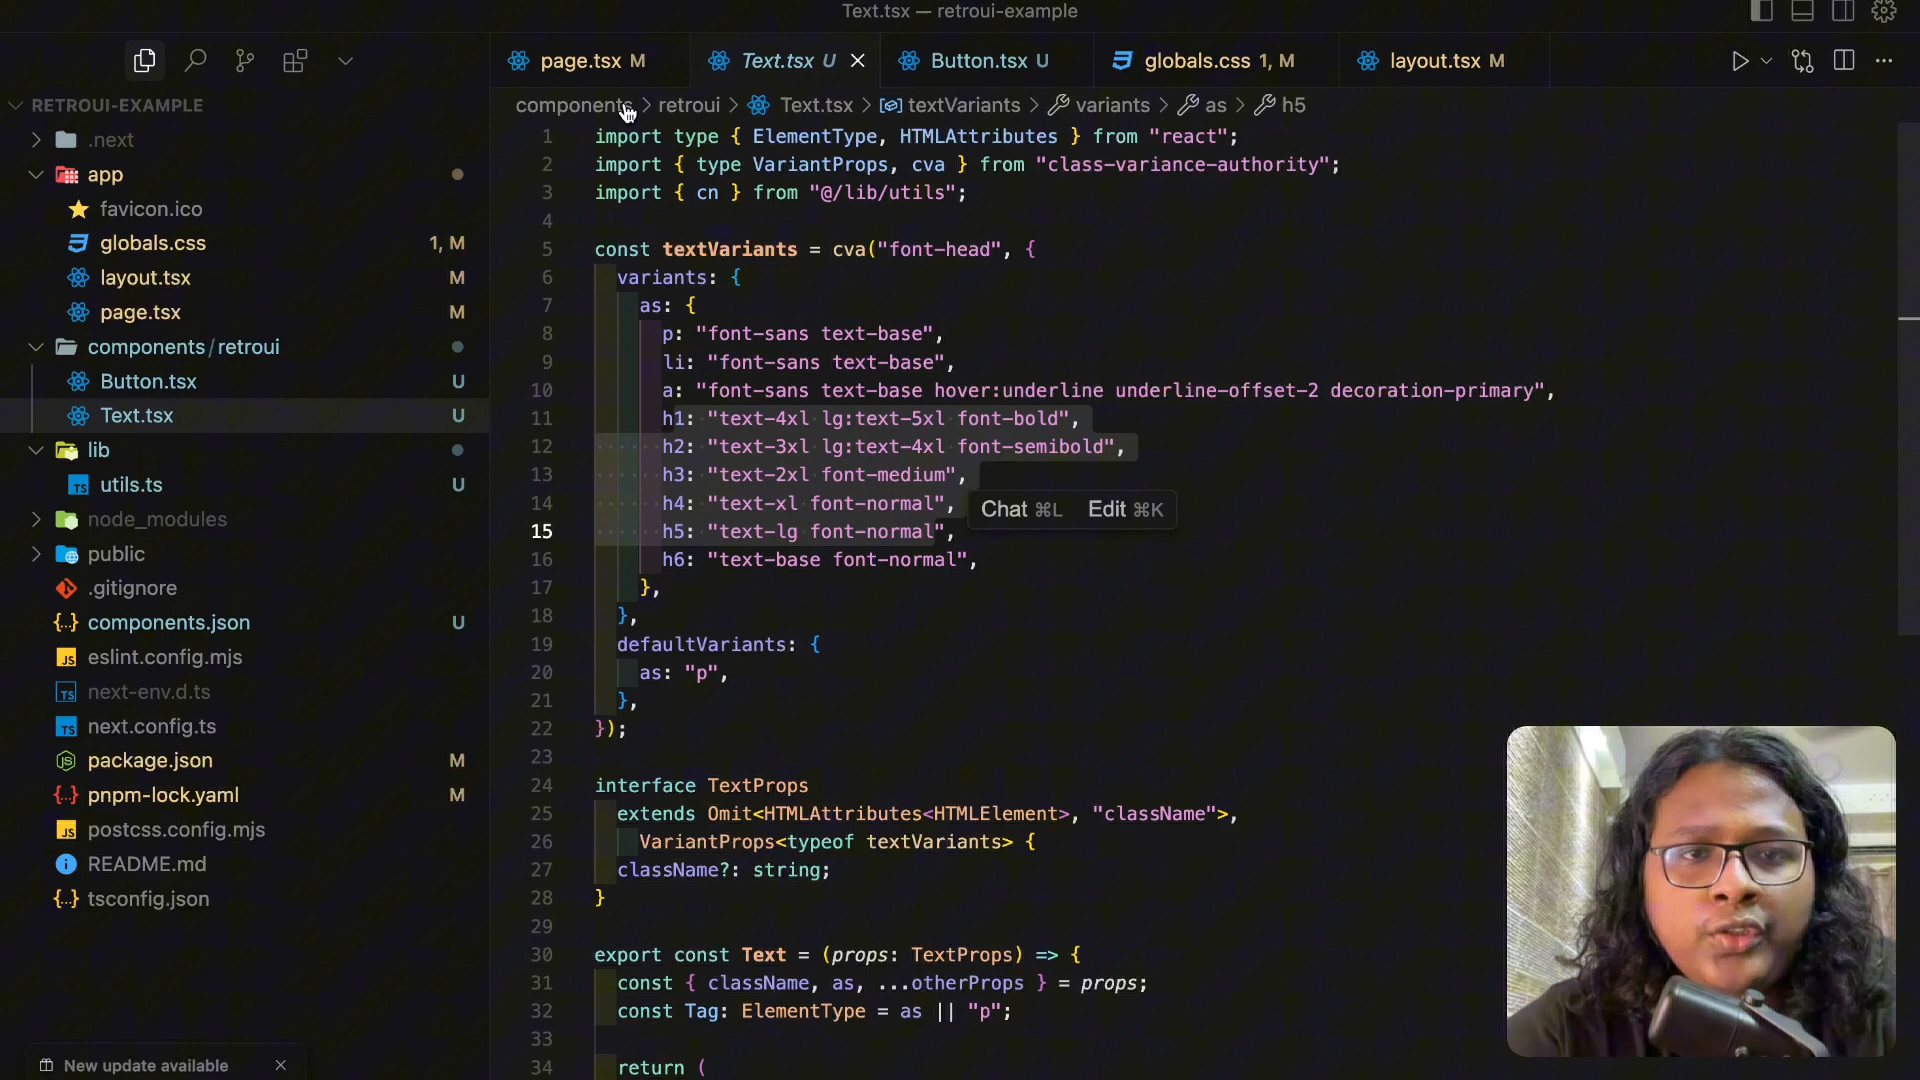 Text.tsx — retroui-example
page.tsx M
Text.tsx U
Button.tsx U
globals.css 1, M
layout.tsx M
RETROUI-EXAMPLE
.next
app
favicon.ico
globals.css 1, M
layout.tsx M
page.tsx M
components/retroui
Button.tsx U
Text.tsx U
lib
utils.ts U
node_modules
public
.gitignore
components.json U
eslint.config.mjs
next-env.d.ts
next.config.ts
package.json M
pnpm-lock.yaml M
postcss.config.mjs
README.md
tsconfig.json
New update available
components > retroui > Text.tsx > textVariants > variants > as > h5
1 import type { ElementType, HTMLAttributes } from "react";
2 import { type VariantProps, cva } from "class-variance-authority";
3 import { cn } from "@/lib/utils";
4
5 const textVariants = cva("font-head", {
6 variants: {
7 as: {
8 p: "font-sans text-base",
9 li: "font-sans text-base",
10 a: "font-sans text-base hover:underline underline-offset-2 decoration-primary",
11 h1: "text-4xl lg:text-5xl font-bold",
12 h2: "text-3xl lg:text-4xl font-semibold",
13 h3: "text-2xl font-medium",
14 h4: "text-xl font-normal",
Chat ⌘L Edit ⌘K
15 h5: "text-lg font-normal",
16 h6: "text-base font-normal",
17 },
18 },
19 defaultVariants: {
20 as: "p",
21 },
22 });
23
24 interface TextProps
25 extends Omit<HTMLAttributes<HTMLElement>, "className">,
26 VariantProps<typeof textVariants> {
27 className?: string;
28 }
29
30 export const Text = (props: TextProps) => {
31 const { className, as, ...otherProps } = props;
32 const Tag: ElementType = as || "p";
33
34 return (